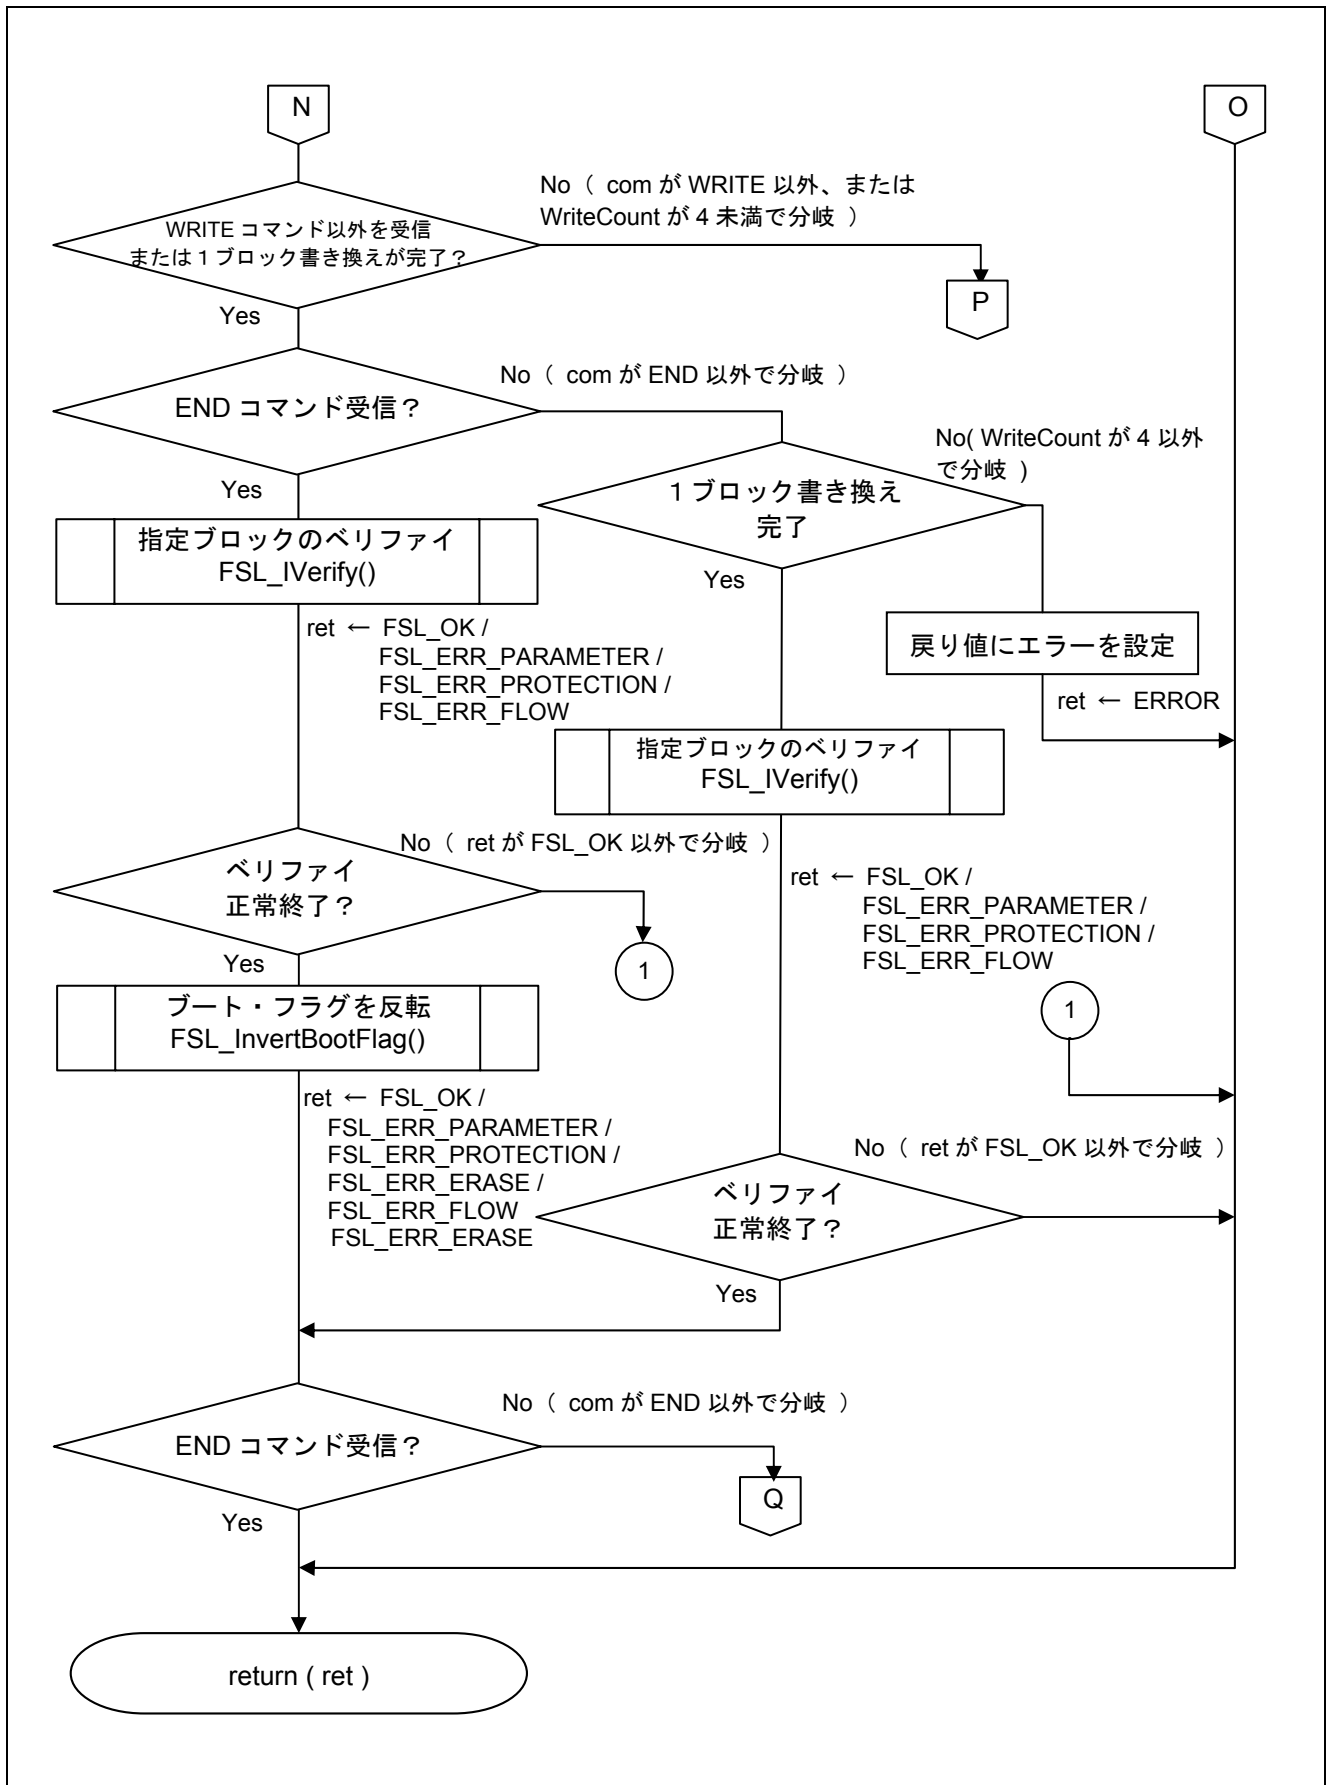 N
O
No（ com が WRITE 以外、または
WriteCount が 4 未満で分岐 ）
WRITE コマンド以外を受信
または 1 ブロック書き換えが完了？
P
Yes
No（ com が END 以外で分岐 ）
END コマンド受信？
No( WriteCount が 4 以外
で分岐 )
Yes
１ブロック書き換え
完了
指定ブロックのベリファイ
FSL_IVerify()
Yes
ret ← FSL_OK /
FSL_ERR_PARAMETER /
FSL_ERR_PROTECTION /
FSL_ERR_FLOW
戻り値にエラーを設定
ret ← ERROR
指定ブロックのベリファイ
FSL_IVerify()
No（ ret が FSL_OK 以外で分岐 ）
ベリファイ
正常終了？
ret ← FSL_OK /
FSL_ERR_PARAMETER /
FSL_ERR_PROTECTION /
FSL_ERR_FLOW
Yes
1
1
ブート・フラグを反転
FSL_InvertBootFlag()
ret ← FSL_OK /
FSL_ERR_PARAMETER /
FSL_ERR_PROTECTION /
FSL_ERR_ERASE /
FSL_ERR_FLOW
FSL_ERR_ERASE
No（ ret が FSL_OK 以外で分岐 ）
ベリファイ
正常終了？
Yes
No（ com が END 以外で分岐 ）
END コマンド受信？
Q
Yes
return ( ret )